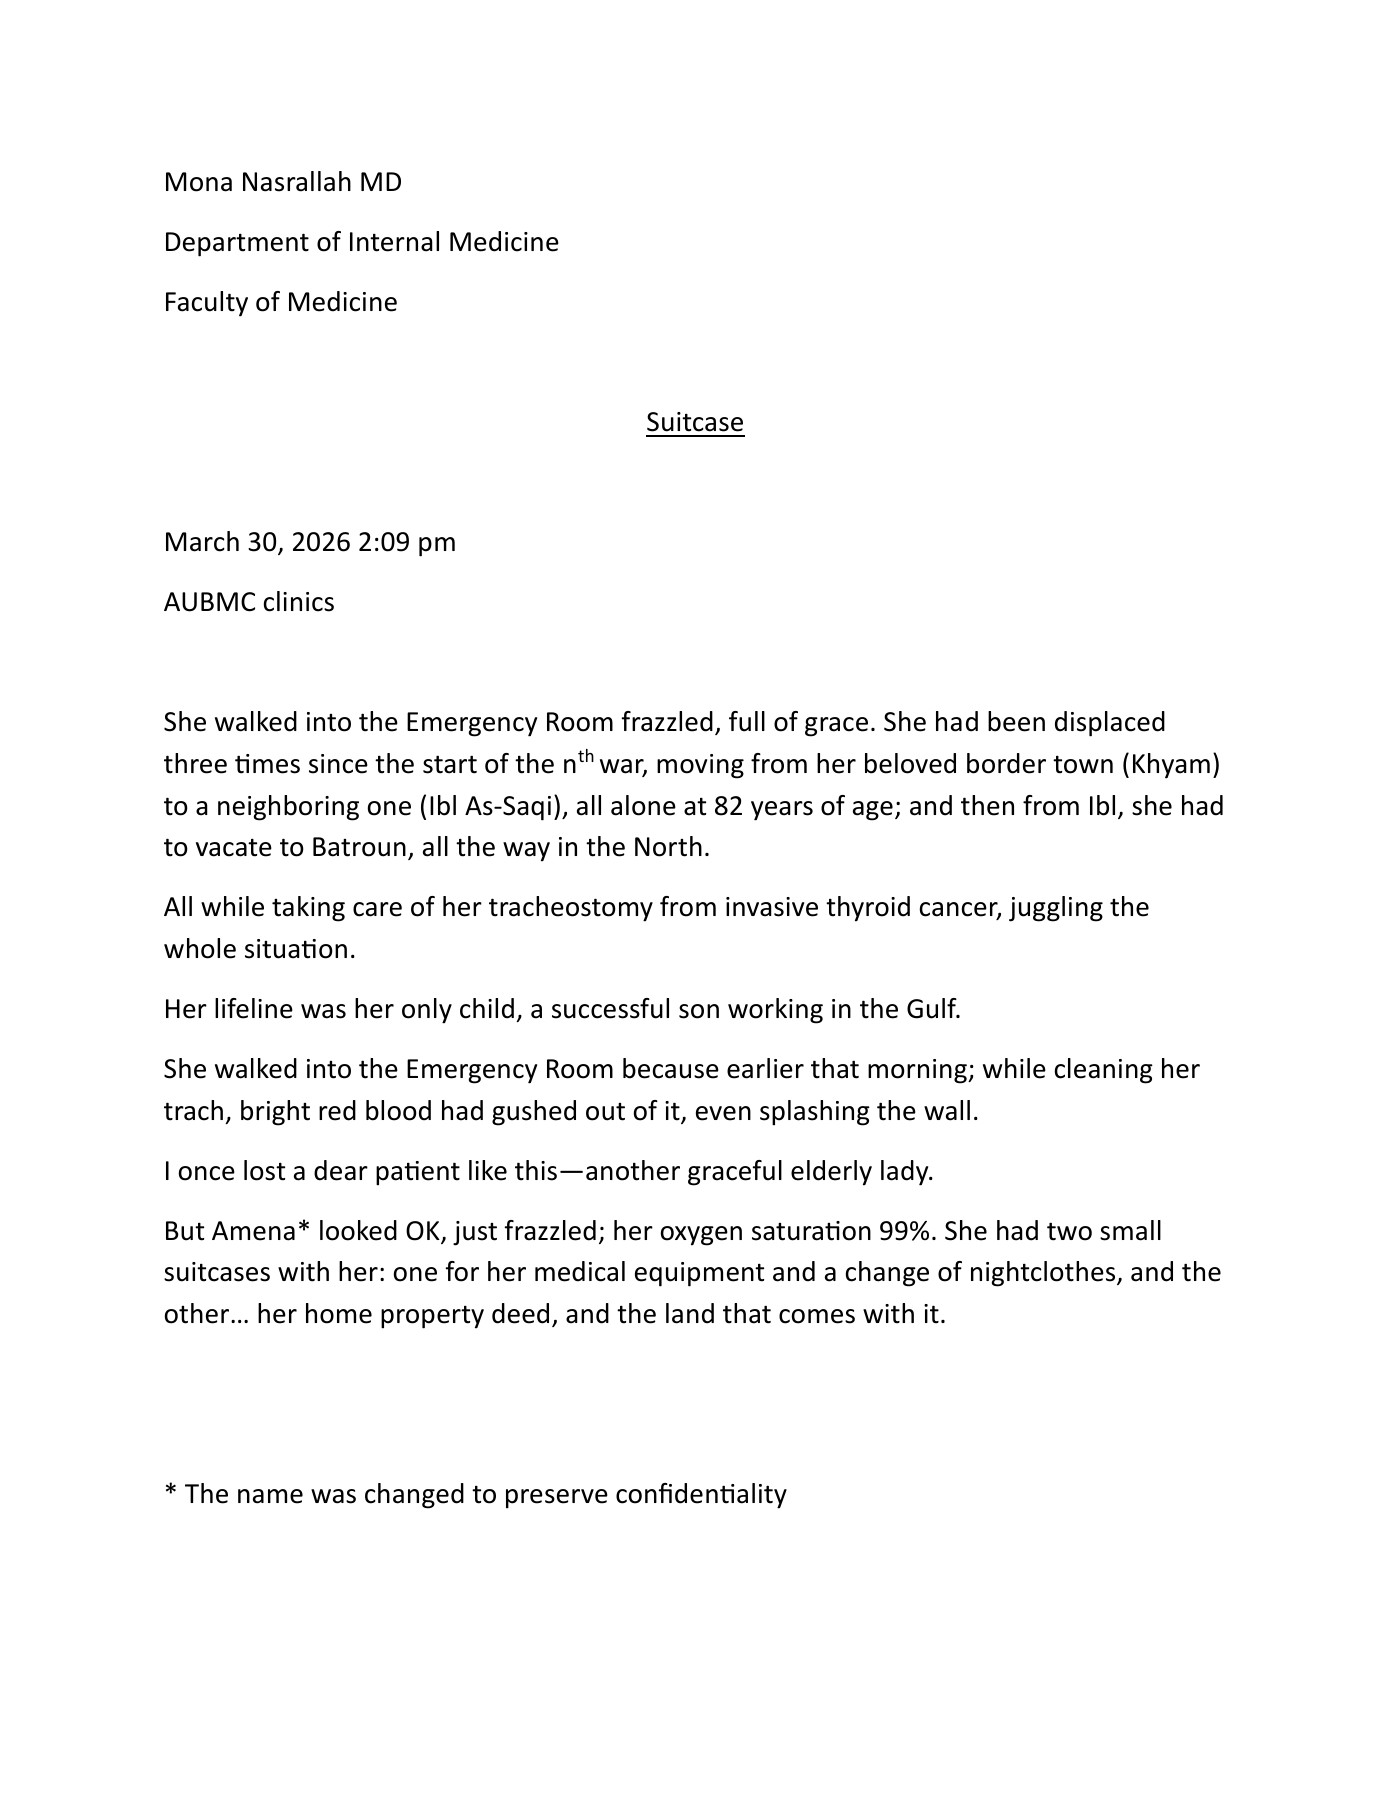 Mona Nasrallah MD
Department of Internal Medicine
Faculty of Medicine
Suitcase
March 30, 2026 2:09 pm
AUBMC clinics
She walked into the Emergency Room frazzled, full of grace. She had been displaced
three times since the start of the nth war, moving from her beloved border town (Khyam)
to a neighboring one (Ibl As-Saqi), all alone at 82 years of age; and then from Ibl, she had
to vacate to Batroun, all the way in the North.
All while taking care of her tracheostomy from invasive thyroid cancer, juggling the
whole situation.
Her lifeline was her only child, a successful son working in the Gulf.
She walked into the Emergency Room because earlier that morning; while cleaning her
trach, bright red blood had gushed out of it, even splashing the wall.
I once lost a dear patient like this—another graceful elderly lady.
But Amena* looked OK, just frazzled; her oxygen saturation 99%. She had two small
suitcases with her: one for her medical equipment and a change of nightclothes, and the
other… her home property deed, and the land that comes with it.
* The name was changed to preserve confidentiality